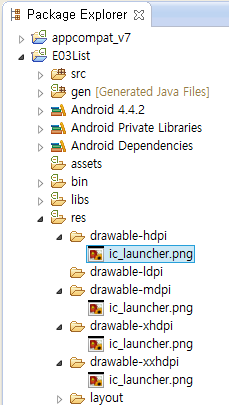 Package Explorer
appcompat_v7
E03List
src
gen [Generated Java Files]
Android 4.4.2
Android Private Libraries
Android Dependencies
assets
bin
libs
res
drawable-hdpi
ic_launcher.png
drawable-ldpi
drawable-mdpi
ic_launcher.png
drawable-xhdpi
ic_launcher.png
drawable-xxhdpi
ic_launcher.png
layout